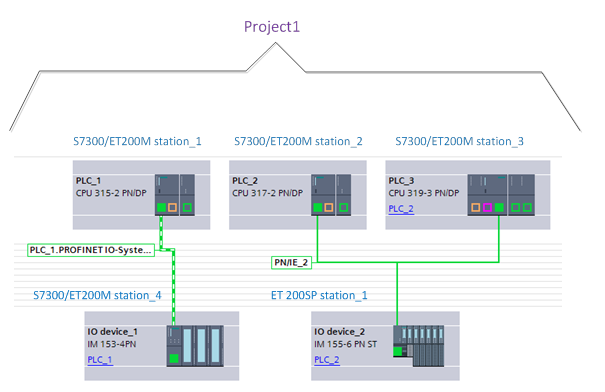 Project1
S7300/ET200M station_1
S7300/ET200M station_2
S7300/ET200M station_3
PLC_1
CPU 315-2 PN/DP
PLC_2
CPU 317-2 PN/DP
PLC_3
CPU 319-3 PN/DP
PLC_2
PLC_1.PROFINET IO-Syste...
PN/IE_2
S7300/ET200M station_4
ET 200SP station_1
IO device_1
IM 153-4PN
PLC_1
IO device_2
IM 155-6 PN ST
PLC_2